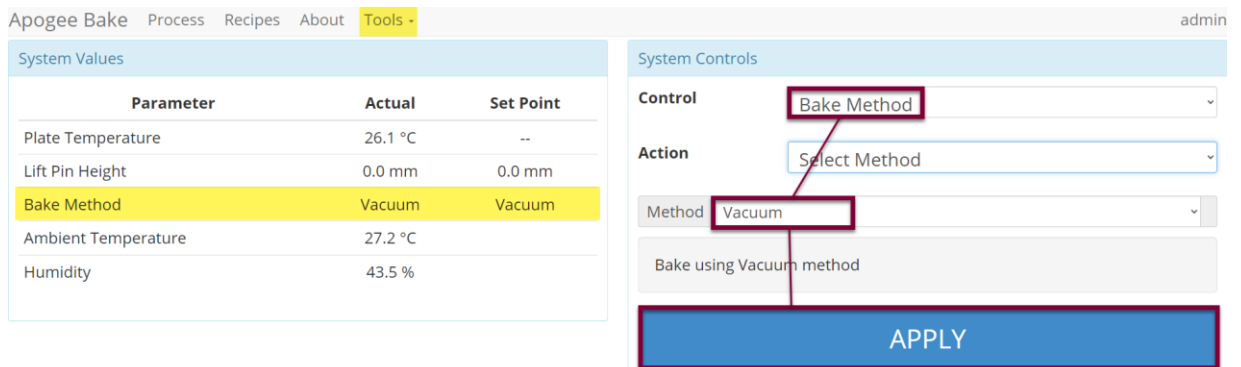 Apogee Bake Process Recipes About Tools admin
System Values
Parameter Actual Set Point
Plate Temperature 26.1 °C --
Lift Pin Height 0.0 mm 0.0 mm
Bake Method Vacuum Vacuum
Ambient Temperature 27.2 °C
Humidity 43.5 %
System Controls
Control Bake Method
Action Select Method
Method Vacuum
Bake using Vacuum method
APPLY